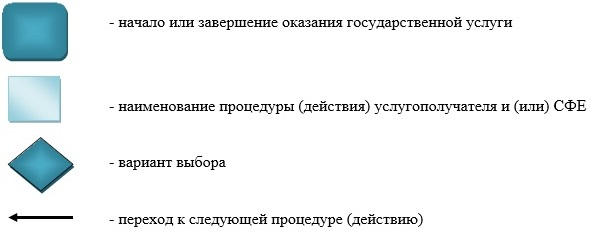 - начало или завершение оказания государственной услуги
- наименование процедуры (действия) услугополучателя и (или) СФЕ
- вариант выбора
- переход к следующей процедуре (действию)